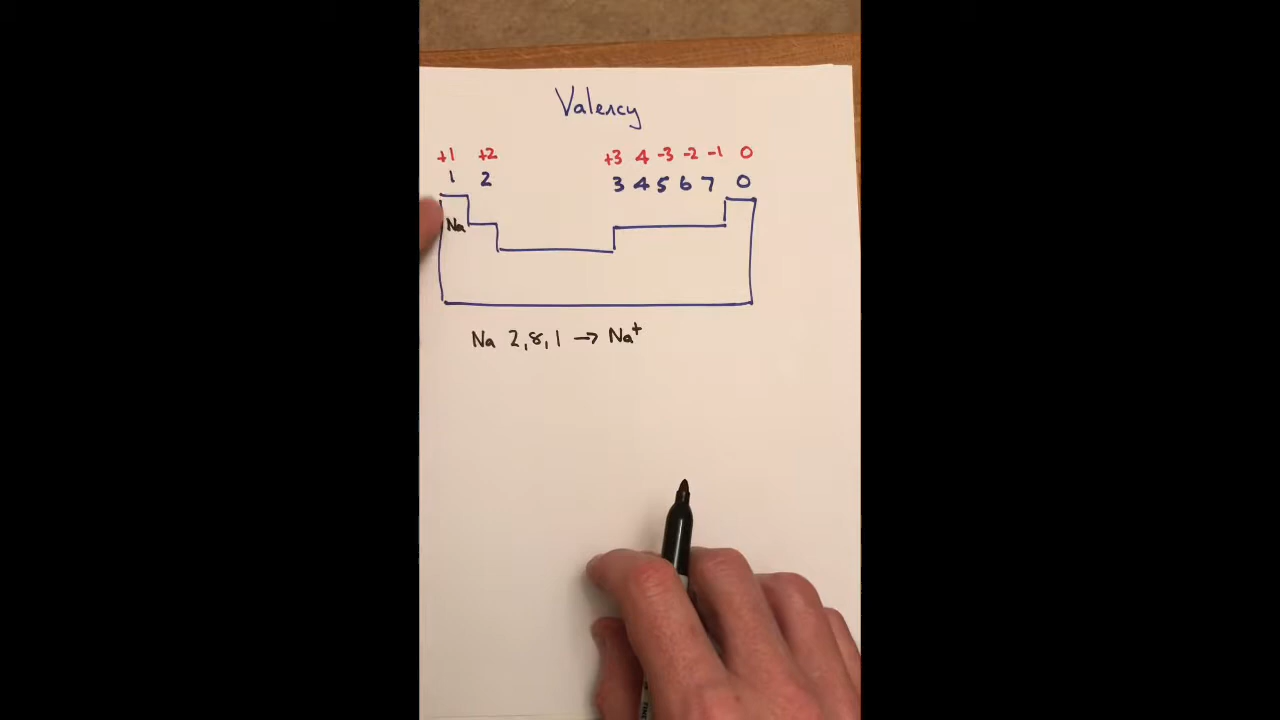 Valency
+1 +2 +3 4 -3 -2 -1 0
1 2 3 4 5 6 7 0
Na
Na 2,8,1 → Na⁺